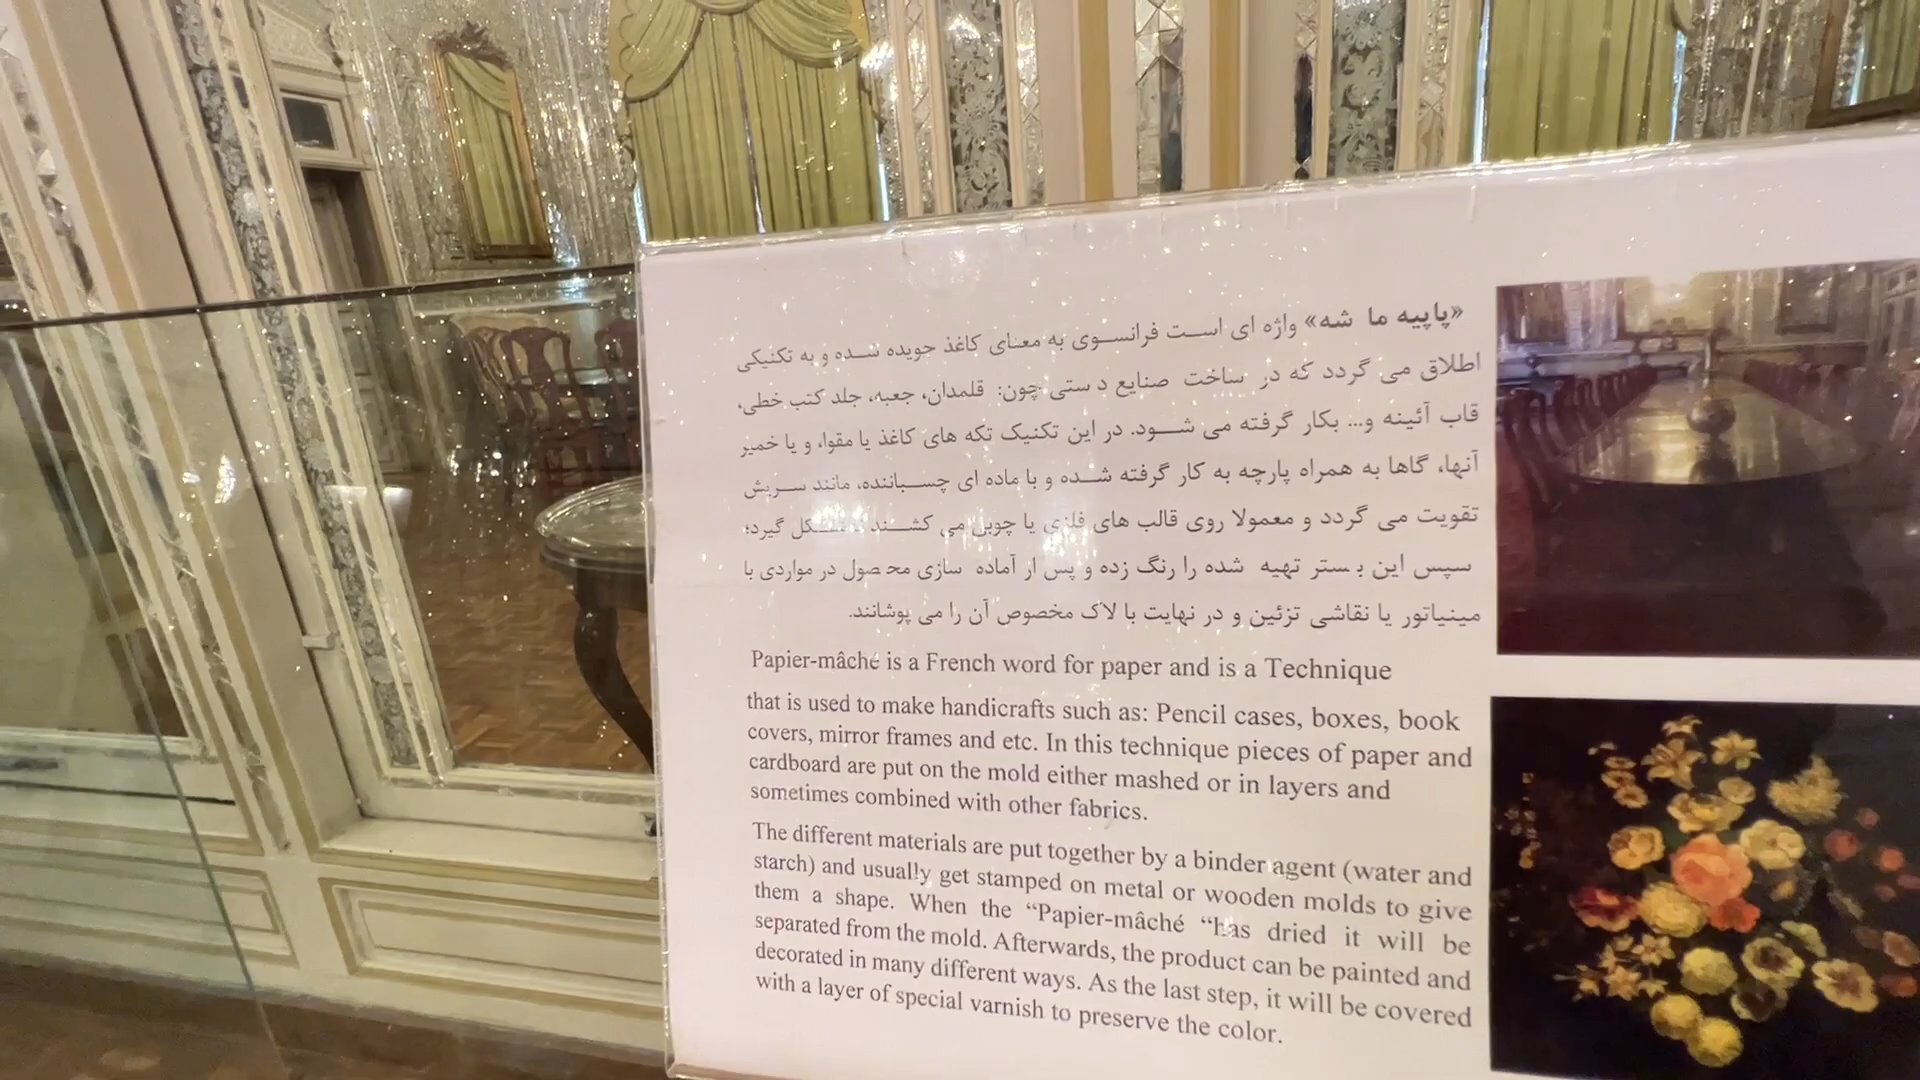 «پاپیه ما شه» واژه ای است فرانسوی به معنای کاغذ جویده شده و به تکنیکی
اطلاق می گردد که در ساخت صنایع دستی چون: قلمدان، جعبه، جلد کتب خطی،
قاب آئینه و... بکار گرفته می شود. در این تکنیک تکه های کاغذ یا مقوا، و یا خمیر
آنها، گاها به همراه پارچه به کار گرفته شده و با ماده ای چسباننده، مانند سریش
تقویت می گردد و معمولا روی قالب های فلزی یا چوبی می کشند شکل گیرد؛
سپس این بستر تهیه شده را رنگ زده و پس از آماده سازی محصول در مواردی با
مینیاتور یا نقاشی تزئین و در نهایت با لاک مخصوص آن را می پوشانند.
Papier-mâché is a French word for paper and is a Technique
that is used to make handicrafts such as: Pencil cases, boxes, book
covers, mirror frames and etc. In this technique pieces of paper and
cardboard are put on the mold either mashed or in layers and
sometimes combined with other fabrics.
The different materials are put together by a binder agent (water and
starch) and usually get stamped on metal or wooden molds to give
them a shape. When the “Papier-mâché “has dried it will be
separated from the mold. Afterwards, the product can be painted and
decorated in many different ways. As the last step, it will be covered
with a layer of special varnish to preserve the color.